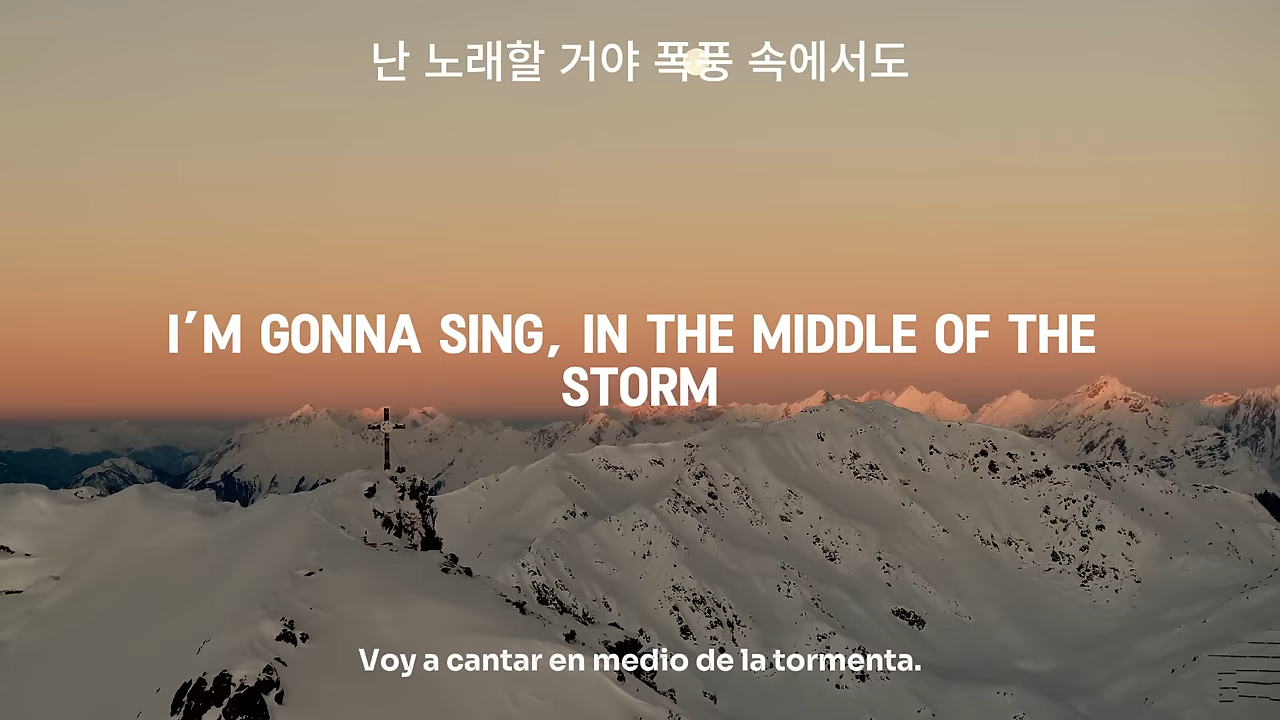 난 노래할 거야 폭풍 속에서도
I'M GONNA SING, IN THE MIDDLE OF THE
STORM
Voy a cantar en medio de la tormenta.